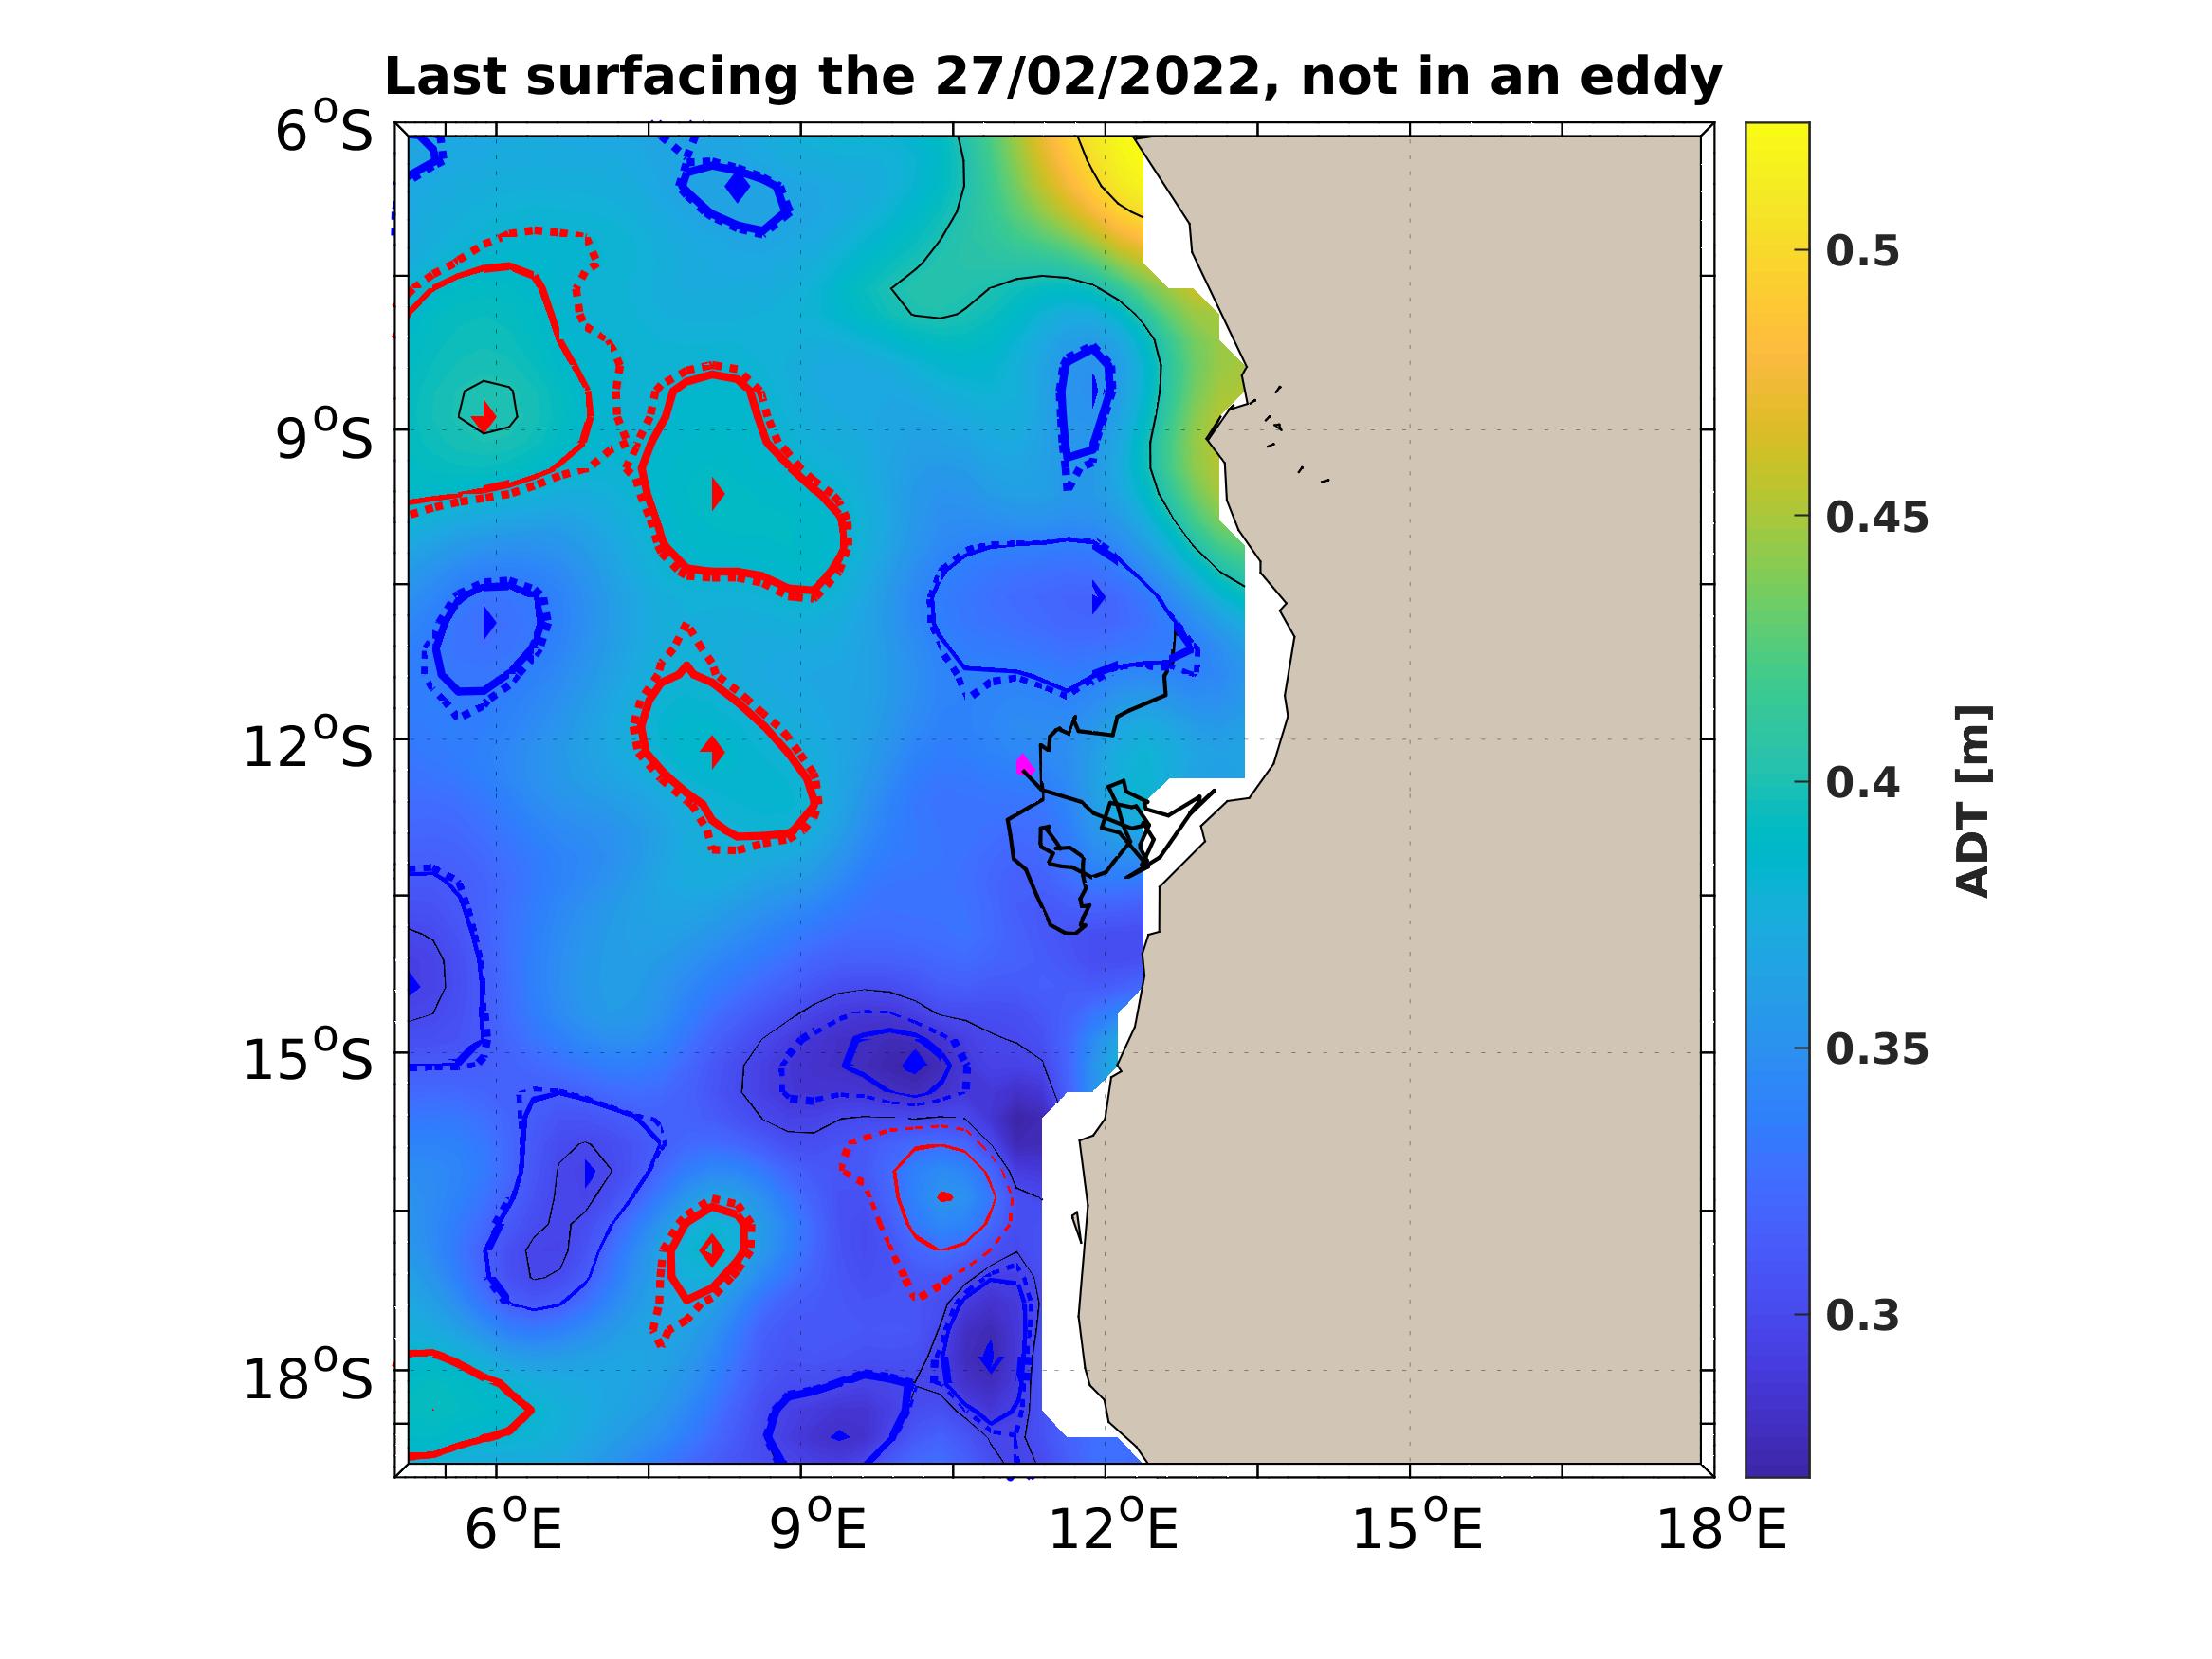 Last surfacing the 27/02/2022, not in an eddy
6°S
9°S
12°S
15°S
18°S
6°E
9°E
12°E
15°E
18°E
0.5
0.45
0.4
0.35
0.3
ADT [m]